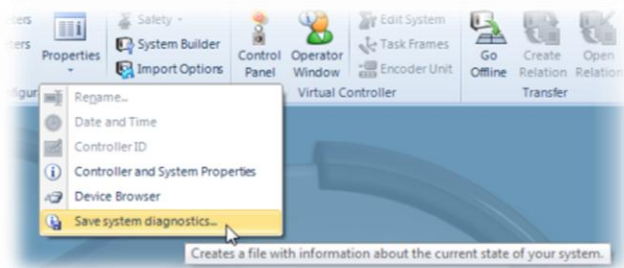 eters
Safety
Edit System
eters
System Builder
Task Frames
Properties
Import Options
Control Panel
Operator Window
Encoder Unit
Go Offline
Create Relation
Open Relation
Virtual Controller
Transfer
Rename...
Date and Time
Controller ID
Controller and System Properties
Device Browser
Save system diagnostics...
Creates a file with information about the current state of your system.